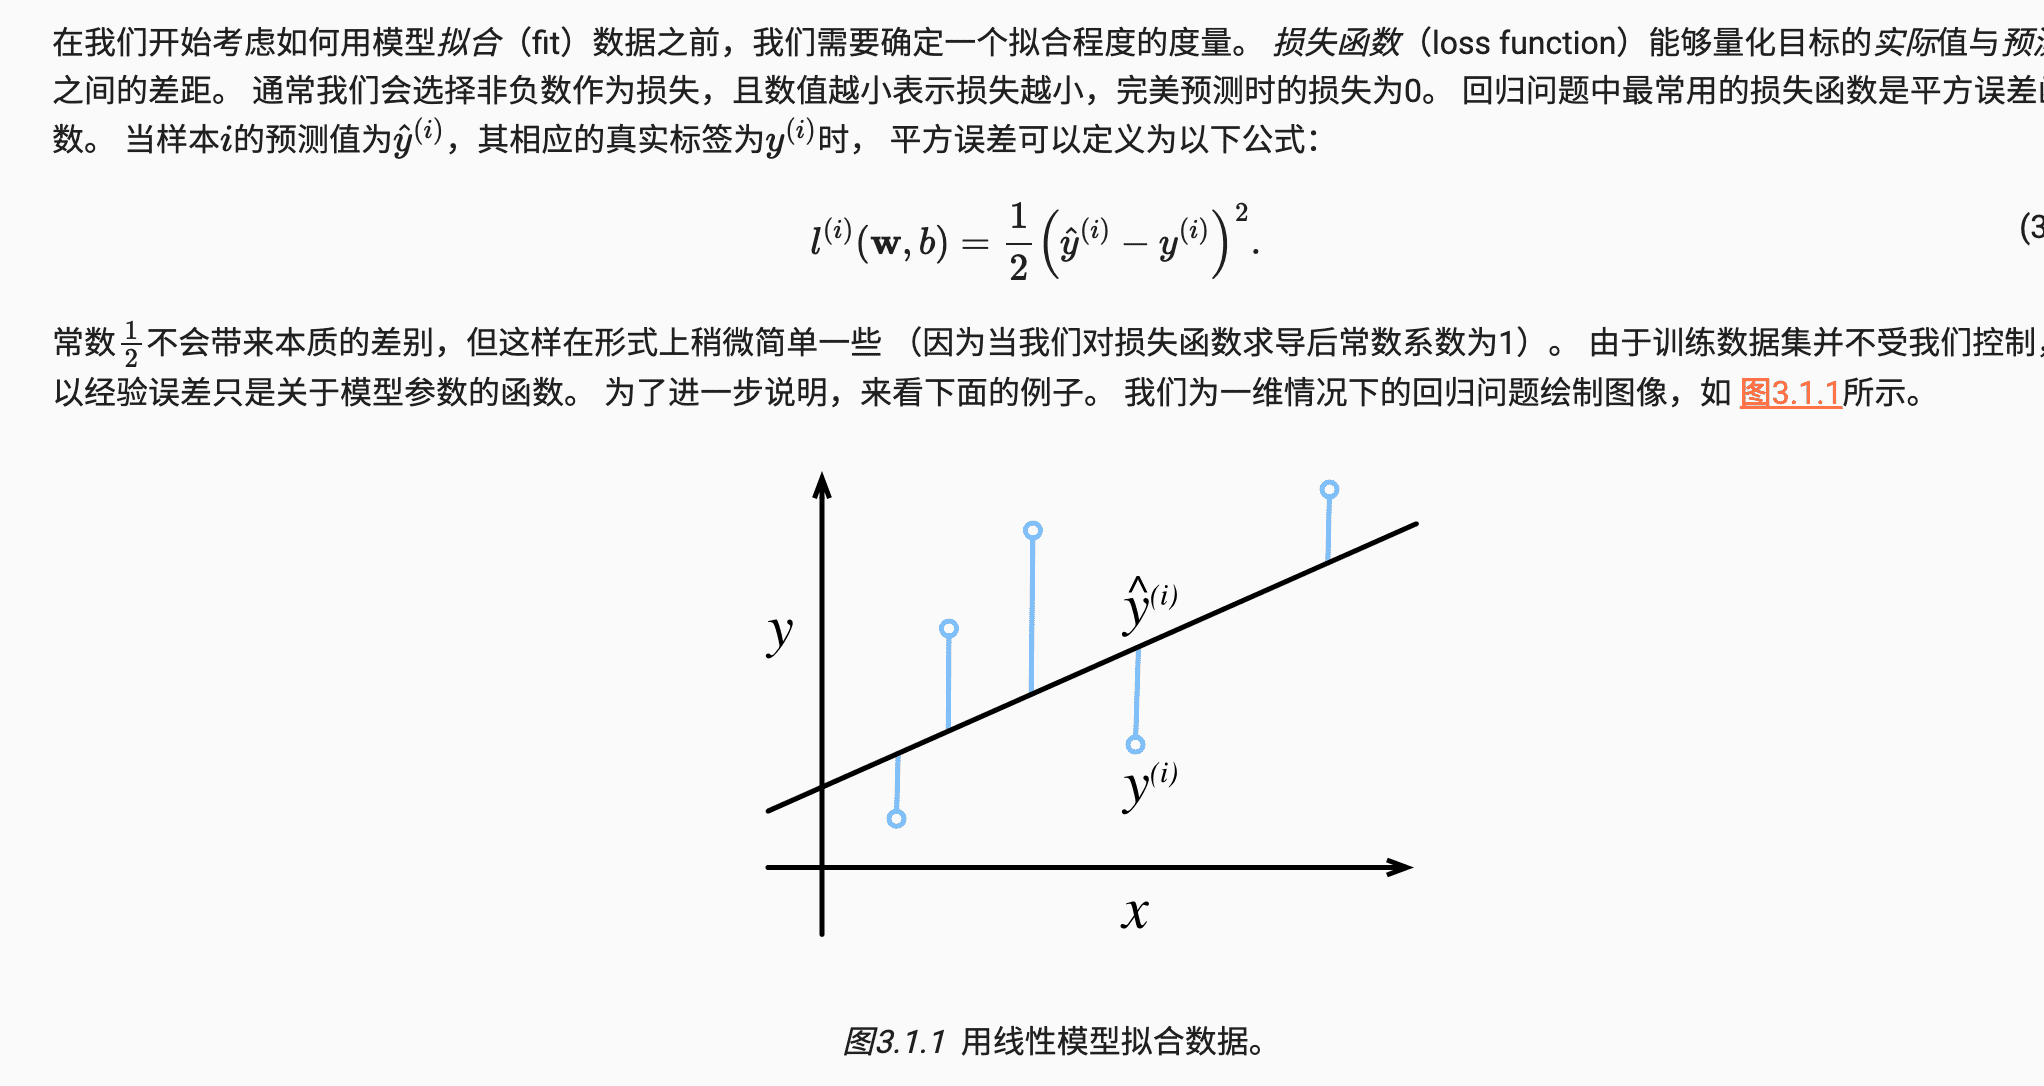 在我们开始考虑如何用模型拟合（fit）数据之前，我们需要确定一个拟合程度的度量。 损失函数（loss function）能够量化目标的实际值与预
之间的差距。 通常我们会选择非负数作为损失，且数值越小表示损失越小，完美预测时的损失为0。 回归问题中最常用的损失函数是平方误差
数。 当样本i的预测值为ŷ⁽ⁱ⁾，其相应的真实标签为y⁽ⁱ⁾时， 平方误差可以定义为以下公式：
l⁽ⁱ⁾(w, b) = 1/2 (ŷ⁽ⁱ⁾ − y⁽ⁱ⁾)². (3
常数1/2不会带来本质的差别，但这样在形式上稍微简单一些 （因为当我们对损失函数求导后常数系数为1）。 由于训练数据集并不受我们控制，
以经验误差只是关于模型参数的函数。 为了进一步说明，来看下面的例子。 我们为一维情况下的回归问题绘制图像，如 图3.1.1所示。
ŷ⁽ⁱ⁾
y
y⁽ⁱ⁾
x
图3.1.1 用线性模型拟合数据。